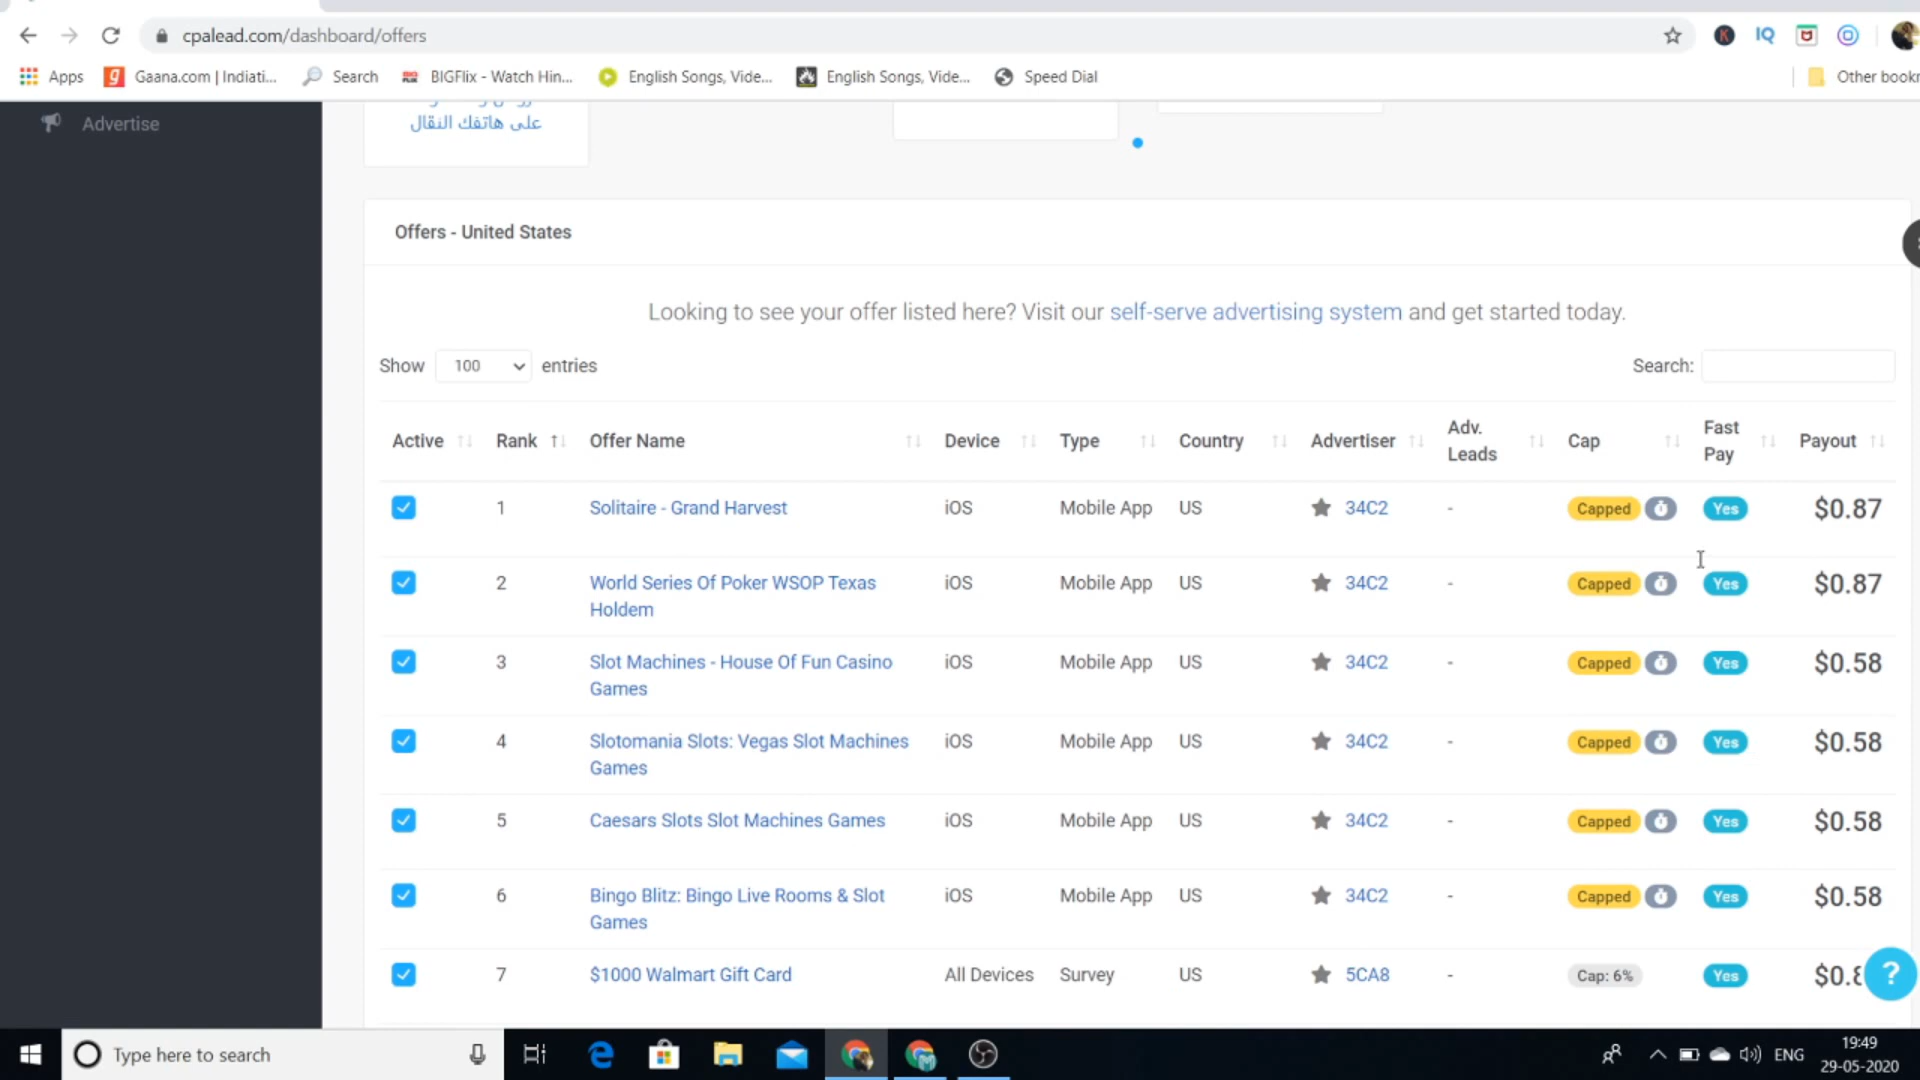 cpalead.com/dashboard/offers
IQ
Apps
Gaana.com | Indiati...
Search
BIGFlix - Watch Hin...
English Songs, Vide...
English Songs, Vide...
Speed Dial
Other bookr
Advertise
على هاتفك النقال
Offers - United States
Looking to see your offer listed here? Visit our self-serve advertising system and get started today.
Show 100 entries
Search:
Active Rank Offer Name Device Type Country Advertiser Adv. Leads Cap Fast Pay Payout
1 Solitaire - Grand Harvest iOS Mobile App US 34C2 - Capped Yes $0.87
2 World Series Of Poker WSOP Texas Holdem iOS Mobile App US 34C2 - Capped Yes $0.87
3 Slot Machines - House Of Fun Casino Games iOS Mobile App US 34C2 - Capped Yes $0.58
4 Slotomania Slots: Vegas Slot Machines Games iOS Mobile App US 34C2 - Capped Yes $0.58
5 Caesars Slots Slot Machines Games iOS Mobile App US 34C2 - Capped Yes $0.58
6 Bingo Blitz: Bingo Live Rooms & Slot Games iOS Mobile App US 34C2 - Capped Yes $0.58
7 $1000 Walmart Gift Card All Devices Survey US 5CA8 - Cap: 6% Yes
?
Type here to search
ENG
19:49
29-05-2020